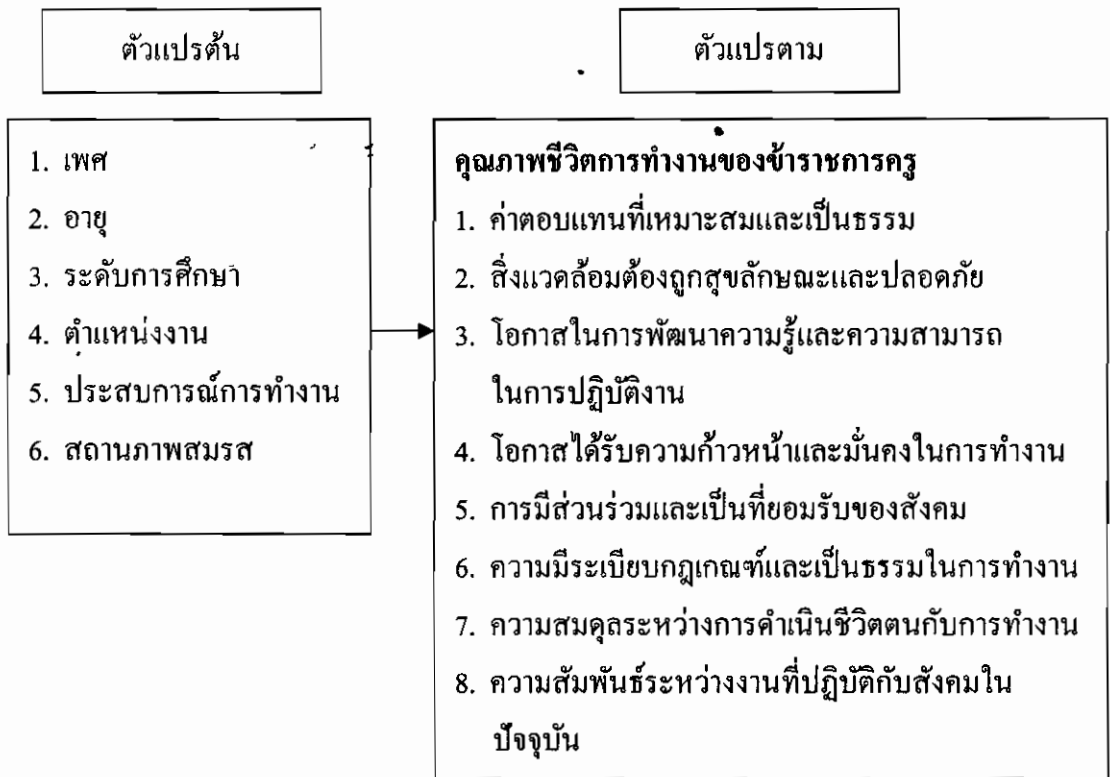 ตัวแปรต้น
ตัวแปรตาม
1. เพศ
2. อายุ
3. ระดับการศึกษา
4. ตำแหน่งงาน
5. ประสบการณ์การทำงาน
6. สถานภาพสมรส
คุณภาพชีวิตการทำงานของข้าราชการครู
1. ค่าตอบแทนที่เหมาะสมและเป็นธรรม
2. สิ่งแวดล้อมต้องถูกสุขลักษณะและปลอดภัย
3. โอกาสในการพัฒนาความรู้และความสามารถ
ในการปฏิบัติงาน
4. โอกาสได้รับความก้าวหน้าและมั่นคงในการทำงาน
5. การมีส่วนร่วมและเป็นที่ยอมรับของสังคม
6. ความมีระเบียบกฎเกณฑ์และเป็นธรรมในการทำงาน
7. ความสมดุลระหว่างการดำเนินชีวิตตนกับการทำงาน
8. ความสัมพันธ์ระหว่างงานที่ปฏิบัติกับสังคมใน
ปัจจุบัน